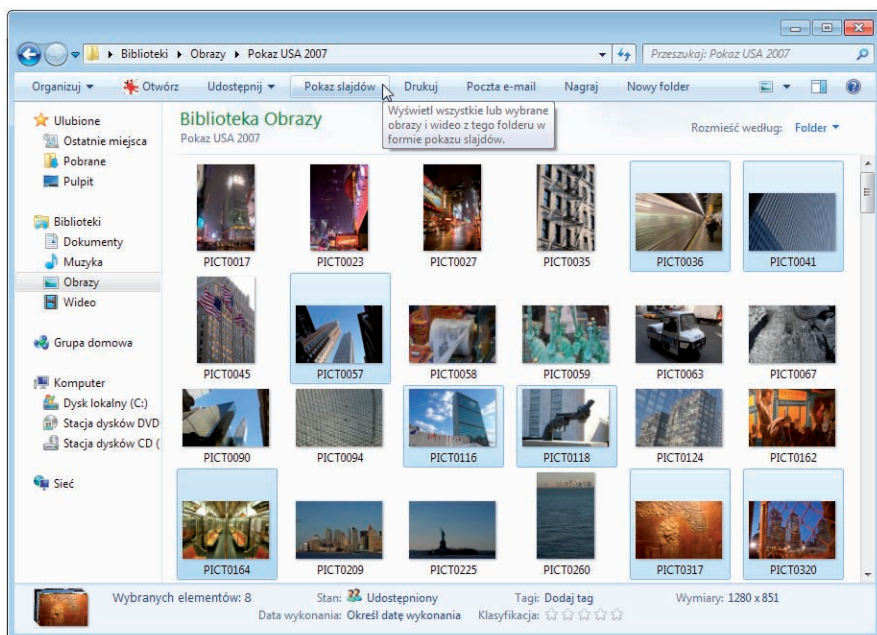 Biblioteki ▸ Obrazy ▸ Pokaz USA 2007
Przeszukaj: Pokaz USA 2007
Organizuj Otwórz Udostępnij Pokaz slajdów Drukuj Poczta e-mail Nagraj Nowy folder
Wyświetl wszystkie lub wybrane
obrazy i wideo z tego folderu w
formie pokazu slajdów.
Ulubione
Ostatnie miejsca
Pobrane
Pulpit
Biblioteki
Dokumenty
Muzyka
Obrazy
Wideo
Grupa domowa
Komputer
Dysk lokalny (C:)
Stacja dysków DVD
Stacja dysków CD (
Sieć
Biblioteka Obrazy
Pokaz USA 2007
Rozmieść według: Folder
PICT0017 PICT0023 PICT0027 PICT0035 PICT0036 PICT0041
PICT0045 PICT0057 PICT0058 PICT0059 PICT0063 PICT0067
PICT0090 PICT0094 PICT0116 PICT0118 PICT0124 PICT0162
PICT0164 PICT0209 PICT0225 PICT0260 PICT0317 PICT0320
Wybranych elementów: 8 Stan: Udostępniony Tagi: Dodaj tag Wymiary: 1280 x 851
Data wykonania: Określ datę wykonania Klasyfikacja: